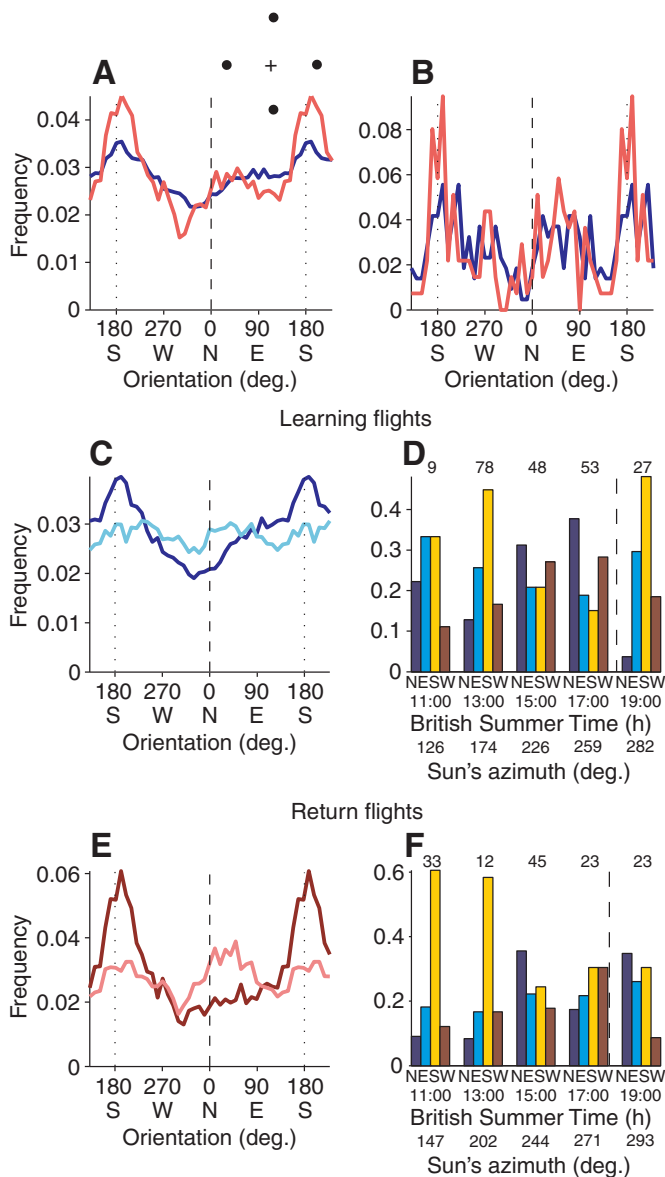 A
B
+
Frequency
0.04
0.03
0.02
0.01
0
180 270 0 90 180
S W N E S
Orientation (deg.)
0.08
0.06
0.04
0.02
0
180 270 0 90 180
S W N E S
Orientation (deg.)
Learning flights
C
D
Frequency
0.03
0.02
0.01
0
180 270 0 90 180
S W N E S
Orientation (deg.)
9 78 48 53 27
0.4
0.3
0.2
0.1
0
NESW NESW NESW NESW NESW
11:00 13:00 15:00 17:00 19:00
British Summer Time (h)
126 174 226 259 282
Sun's azimuth (deg.)
Return flights
E
F
Frequency
0.06
0.04
0.02
0
180 270 0 90 180
S W N E S
Orientation (deg.)
33 12 45 23 23
0.6
0.4
0.2
0
NESW NESW NESW NESW NESW
11:00 13:00 15:00 17:00 19:00
British Summer Time (h)
147 202 244 271 293
Sun's azimuth (deg.)